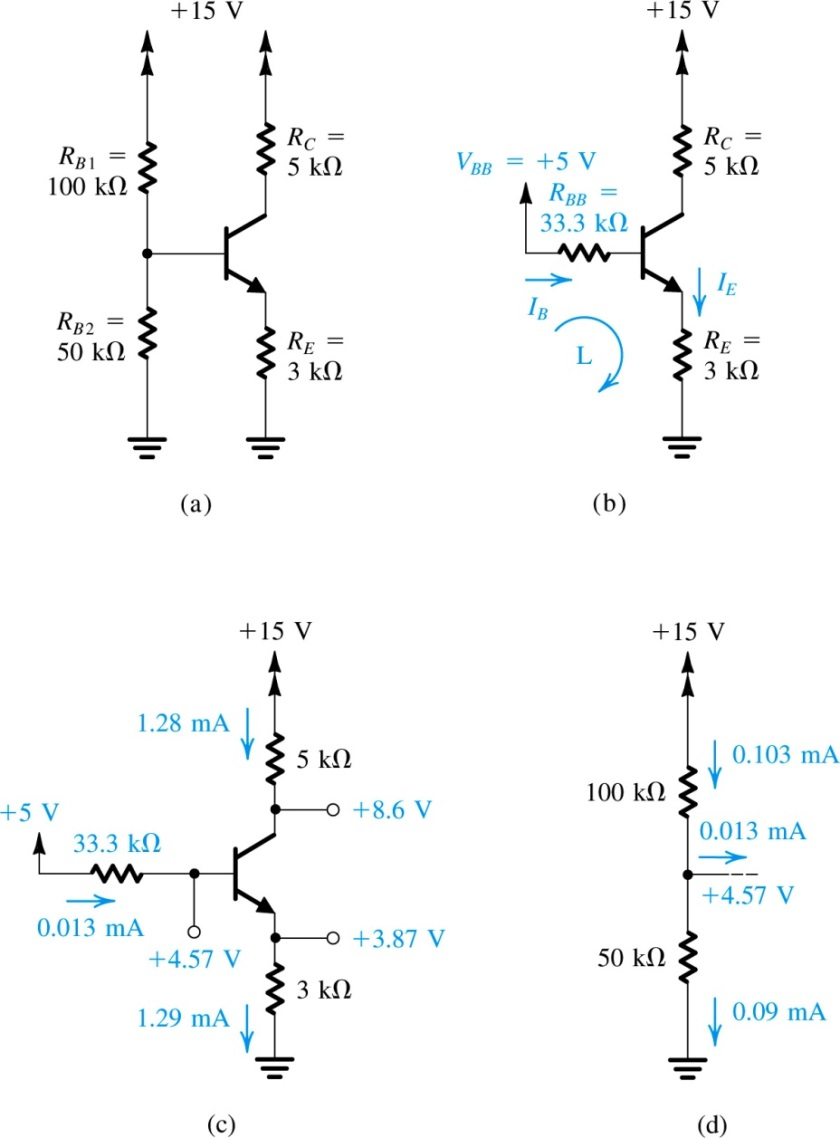 +15 V
R_B1 =
100 kΩ
R_C =
5 kΩ
R_B2 =
50 kΩ
R_E =
3 kΩ
(a)
+15 V
V_BB = +5 V
R_BB =
33.3 kΩ
R_C =
5 kΩ
I_B
I_E
L
R_E =
3 kΩ
(b)
+15 V
1.28 mA
5 kΩ
+8.6 V
+5 V
33.3 kΩ
0.013 mA
+4.57 V
+3.87 V
3 kΩ
1.29 mA
(c)
+15 V
0.103 mA
100 kΩ
0.013 mA
+4.57 V
50 kΩ
0.09 mA
(d)